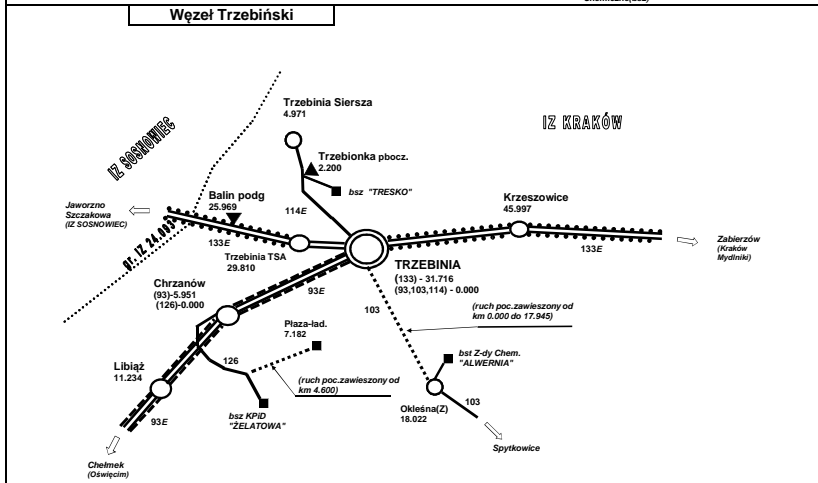 Węzeł Trzebiński
Trzebinia Siersza
4.971
IZ KRAKÓW
IZ SOSNOWIEC
Trzebionka pbocz.
2.200
bsz "TRESKO"
Balin podg
25.969
Krzeszowice
45.997
Jaworzno
Szczakowa
(IZ SOSNOWIEC)
114E
gr. IZ 24.093
133E
133E
Zabierzów
(Kraków
Mydlniki)
Trzebinia TSA
29.810
TRZEBINIA
(133) - 31.716
(93,103,114) - 0.000
Chrzanów
(93)-5.951
(126)-0.000
93E
103
(ruch poc.zawieszony od
km 0.000 do 17.945)
Płaza-ład.
7.182
bst Z-dy Chem.
"ALWERNIA"
Libiąż
11.234
126
(ruch poc.zawieszony od
km 4.600)
103
Okleśna(Z)
18.022
bsz KPiD
"ŻELATOWA"
93E
Spytkowice
Chełmek
(Oświęcim)